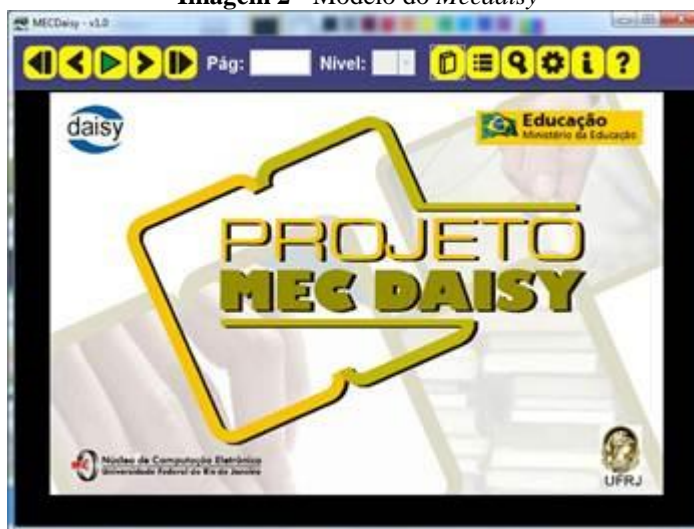 Imagem 2 - Modelo do Mecdaisy
MECDaisy - v1.0
Pág: Nivel:
daisy
Educação
Ministério da Educação
PROJETO
MEC DAISY
Núcleo de Computação Eletrônica
Universidade Federal do Rio de Janeiro
UFRJ